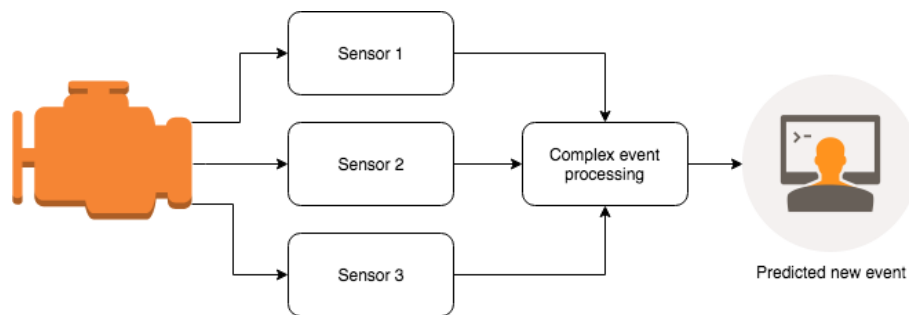 Sensor 1
Sensor 2
Sensor 3
Complex event
processing
>-
Predicted new event